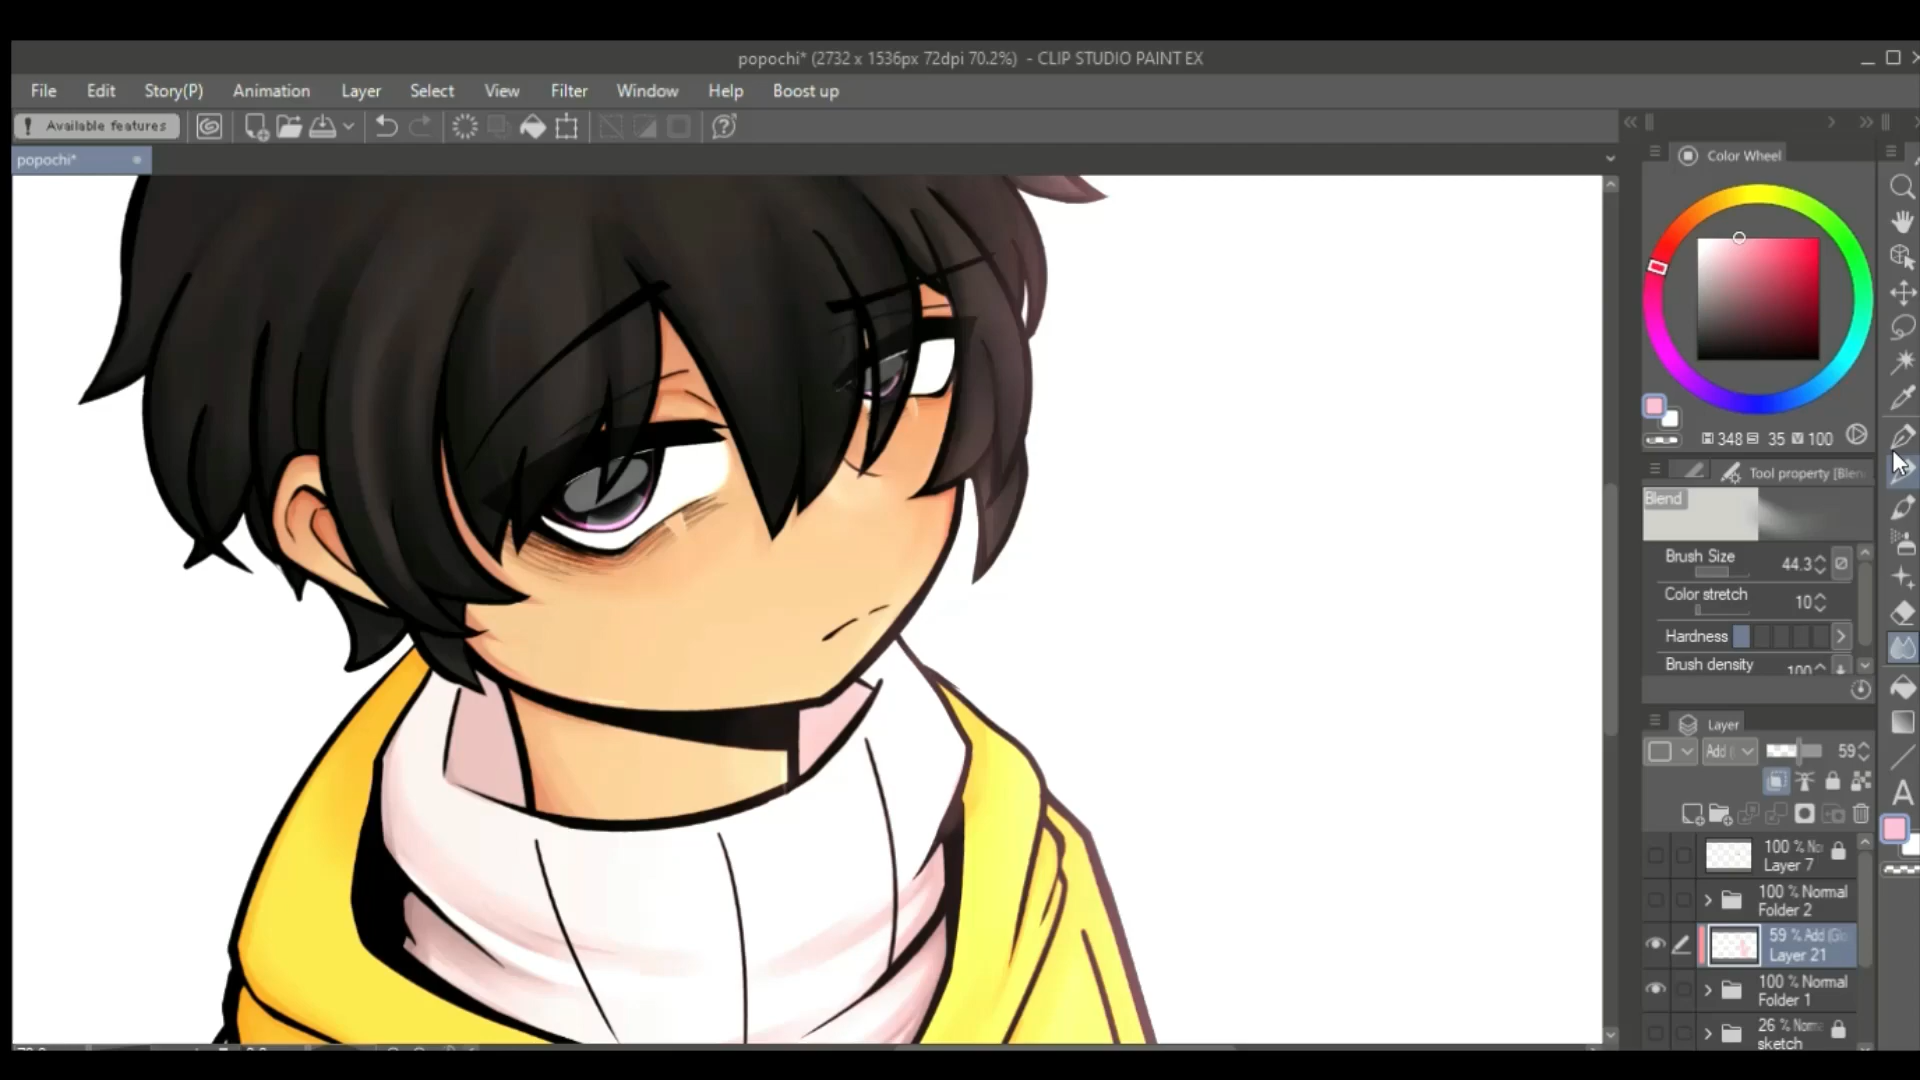 popochi* (2732 x 1536px 72dpi 70.2%) - CLIP STUDIO PAINT EX
File Edit Story(P) Animation Layer Select View Filter Window Help Boost up
! Available features
popochi*
Color Wheel
H 348 S 35 V 100
Tool property [Blen
Blend
Brush Size 44.3
Color stretch 10
Hardness
Brush density 100
Layer
Add ( 59
100 % No
Layer 7
100 % Normal
Folder 2
59 % Add (Glo
Layer 21
100 % Normal
Folder 1
26 % Norm
sketch
A